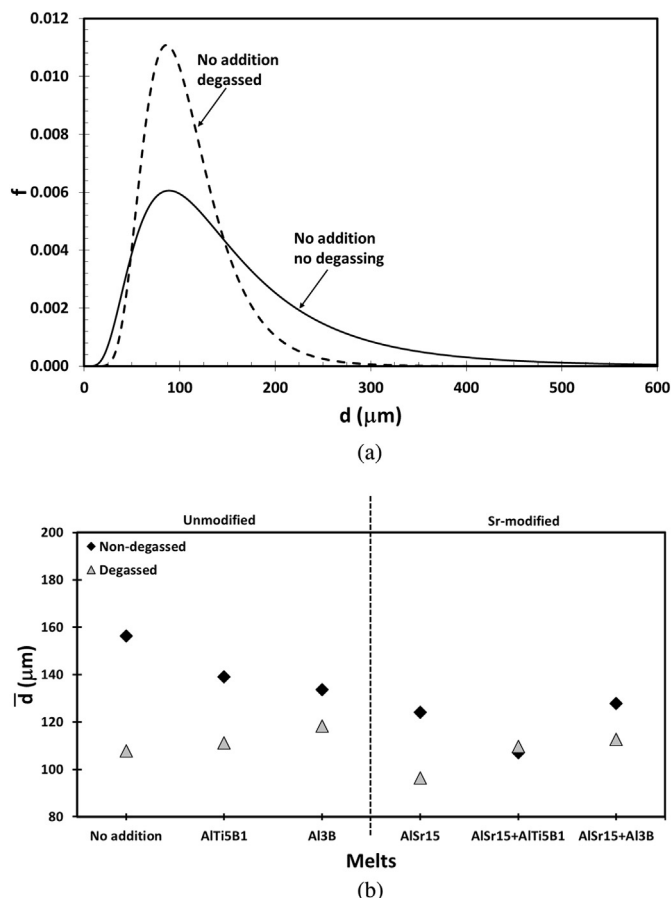 0.012
0.010
0.008
0.006
0.004
0.002
0.000
f
No addition
degassed
No addition
no degassing
0 100 200 300 400 500 600
d (μm)
(a)
Unmodified Sr-modified
200
180
160
140
120
100
80
d̅ (μm)
Non-degassed
Degassed
No addition AlTi5B1 Al3B AlSr15 AlSr15+AlTi5B1 AlSr15+Al3B
Melts
(b)